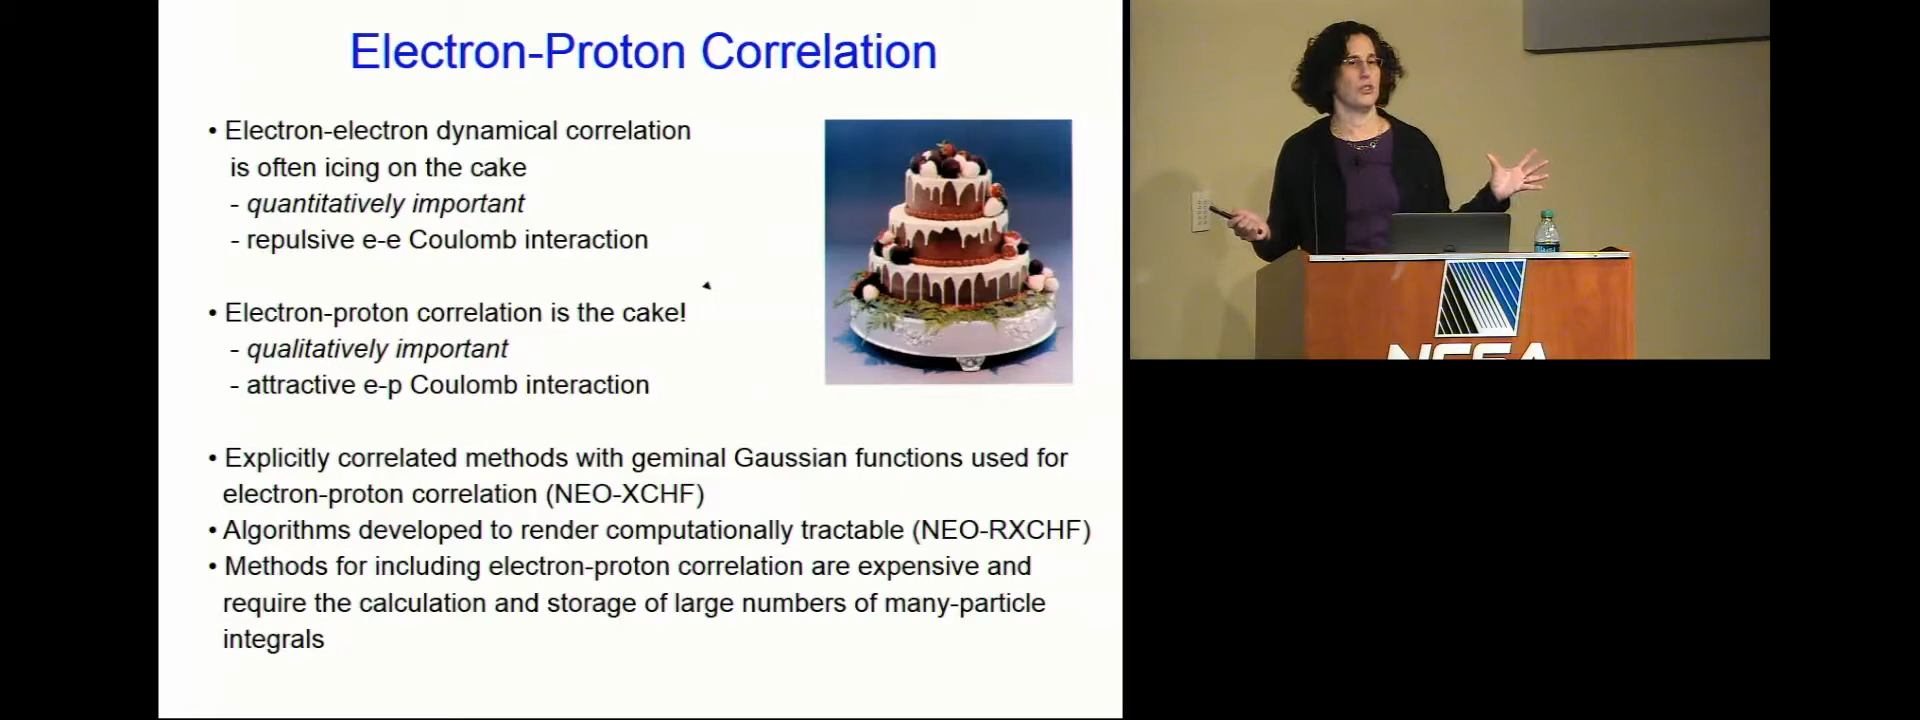 Electron-Proton Correlation
• Electron-electron dynamical correlation
is often icing on the cake
- quantitatively important
- repulsive e-e Coulomb interaction
• Electron-proton correlation is the cake!
- qualitatively important
- attractive e-p Coulomb interaction
• Explicitly correlated methods with geminal Gaussian functions used for
electron-proton correlation (NEO-XCHF)
• Algorithms developed to render computationally tractable (NEO-RXCHF)
• Methods for including electron-proton correlation are expensive and
require the calculation and storage of large numbers of many-particle
integrals
NCSA